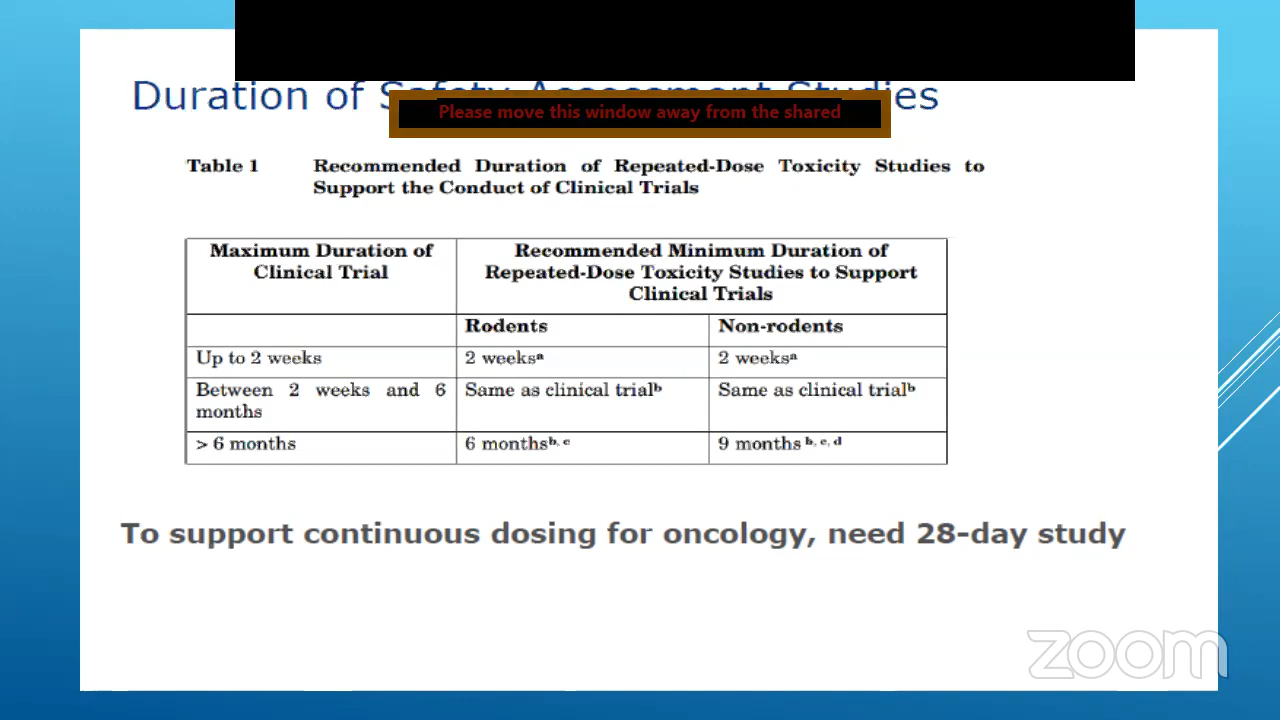 Duration of Safety Assessment Studies
Please move this window away from the shared
Table 1 Recommended Duration of Repeated-Dose Toxicity Studies to
Support the Conduct of Clinical Trials
Maximum Duration of
Clinical Trial
Recommended Minimum Duration of
Repeated-Dose Toxicity Studies to Support
Clinical Trials
Rodents Non-rodents
Up to 2 weeks 2 weeksᵃ 2 weeksᵃ
Between 2 weeks and 6
months
Same as clinical trialᵇ Same as clinical trialᵇ
> 6 months 6 monthsᵇ, ᶜ 9 months ᵇ, ᶜ, ᵈ
To support continuous dosing for oncology, need 28-day study
zoom